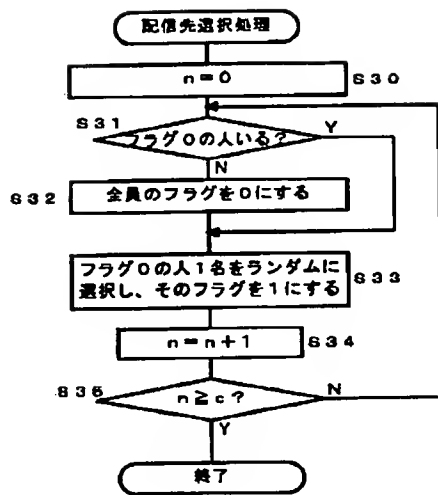 配信先選択処理
n=0
S30
S31
フラグ0の人いる?
Y
N
S32
全員のフラグを0にする
フラグ0の人1名をランダムに
選択し、そのフラグを1にする
S33
n=n+1
S34
S35
n≧c?
N
Y
終了